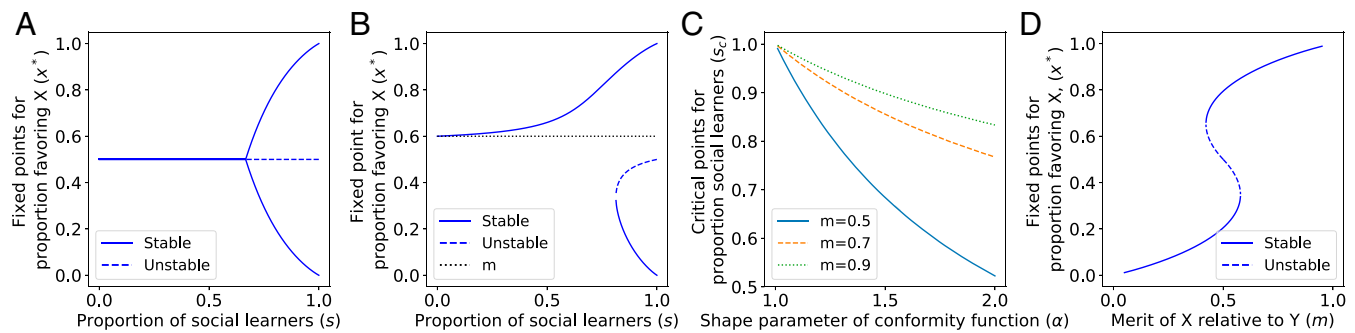 A
Fixed points for
proportion favoring X (x*)
1.0
0.8
0.6
0.4
0.2
0.0
Stable
Unstable
0.0
0.5
1.0
Proportion of social learners (s)
B
Fixed point for
proportion favoring X (x*)
1.0
0.8
0.6
0.4
0.2
0.0
Stable
Unstable
m
0.0
0.5
1.0
Proportion of social learners (s)
C
Critical points for
proportion social learners (s_c)
1.0
0.9
0.8
0.7
0.6
0.5
m=0.5
m=0.7
m=0.9
1.0
1.5
2.0
Shape parameter of conformity function (α)
D
Fixed points for
proportion favoring X, (x*)
1.0
0.8
0.6
0.4
0.2
0.0
Stable
Unstable
0.0
0.5
1.0
Merit of X relative to Y (m)